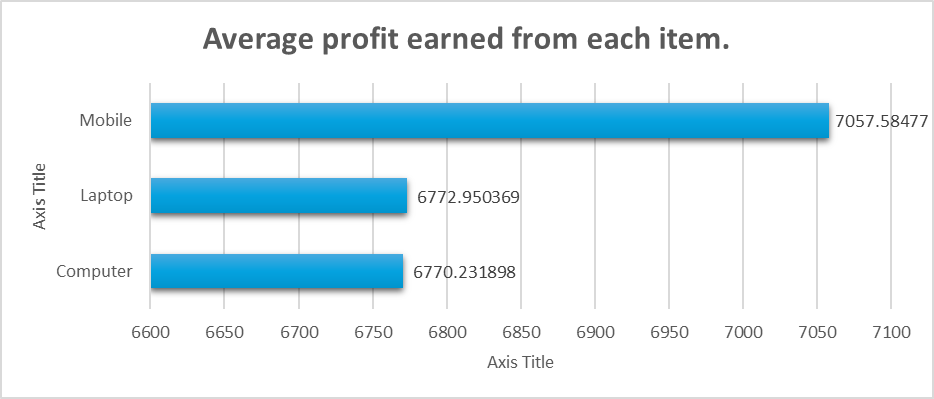 Average profit earned from each item.
Mobile
7057.58477
Laptop
6772.950369
Computer
6770.231898
Axis Title
6600 6650 6700 6750 6800 6850 6900 6950 7000 7050 7100
Axis Title